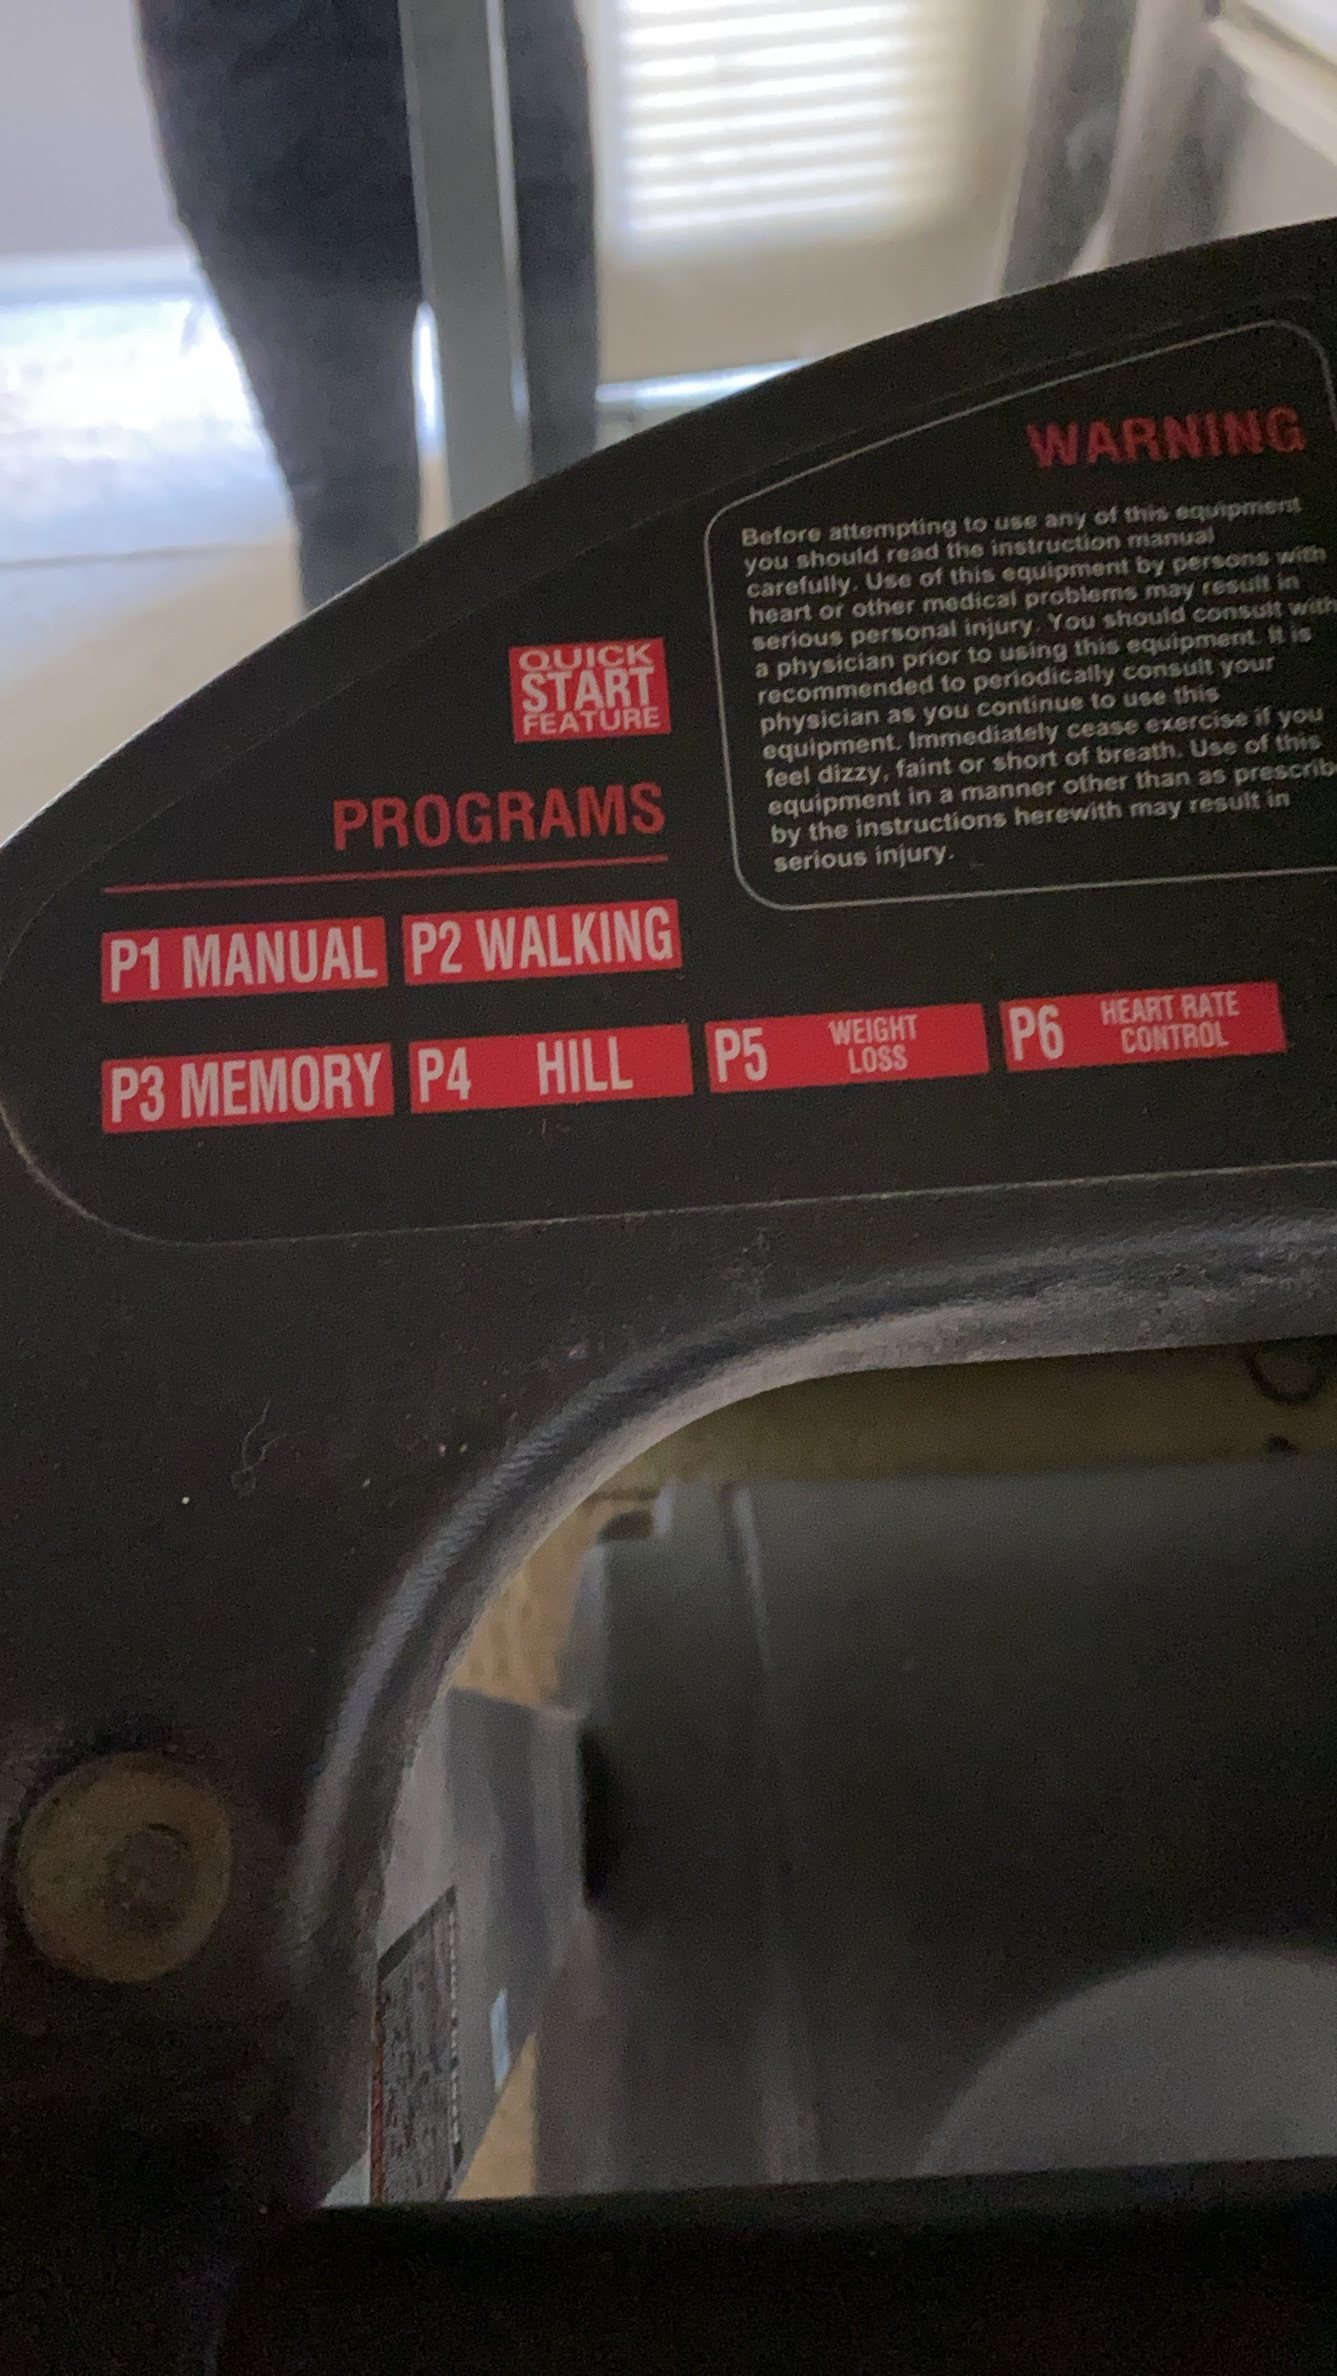 WARNING
Before attempting to use any of this equipment
you should read the instruction manual
carefully. Use of this equipment by persons with
heart or other medical problems may result in
serious personal injury. You should consult with
a physician prior to using this equipment. It is
recommended to periodically consult your
physician as you continue to use this
equipment. Immediately cease exercise if you
feel dizzy, faint or short of breath. Use of this
equipment in a manner other than as prescrib
by the instructions herewith may result in
serious injury.
QUICK
START
FEATURE
PROGRAMS
P1 MANUAL P2 WALKING
P3 MEMORY P4 HILL P5 WEIGHT LOSS P6 HEART RATE CONTROL